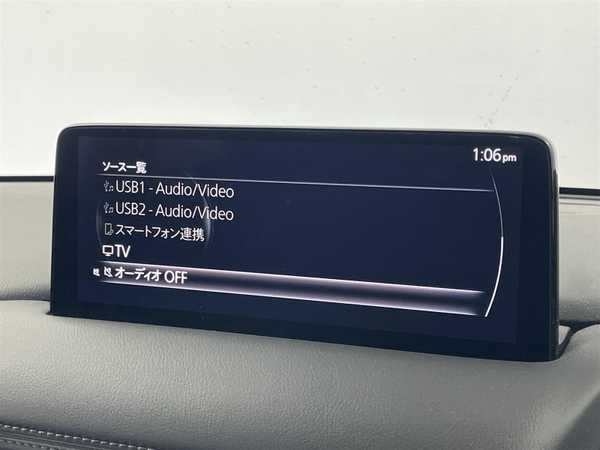 1:06pm
ソース一覧
USB1 - Audio/Video
USB2 - Audio/Video
スマートフォン連携
TV
オーディオ OFF